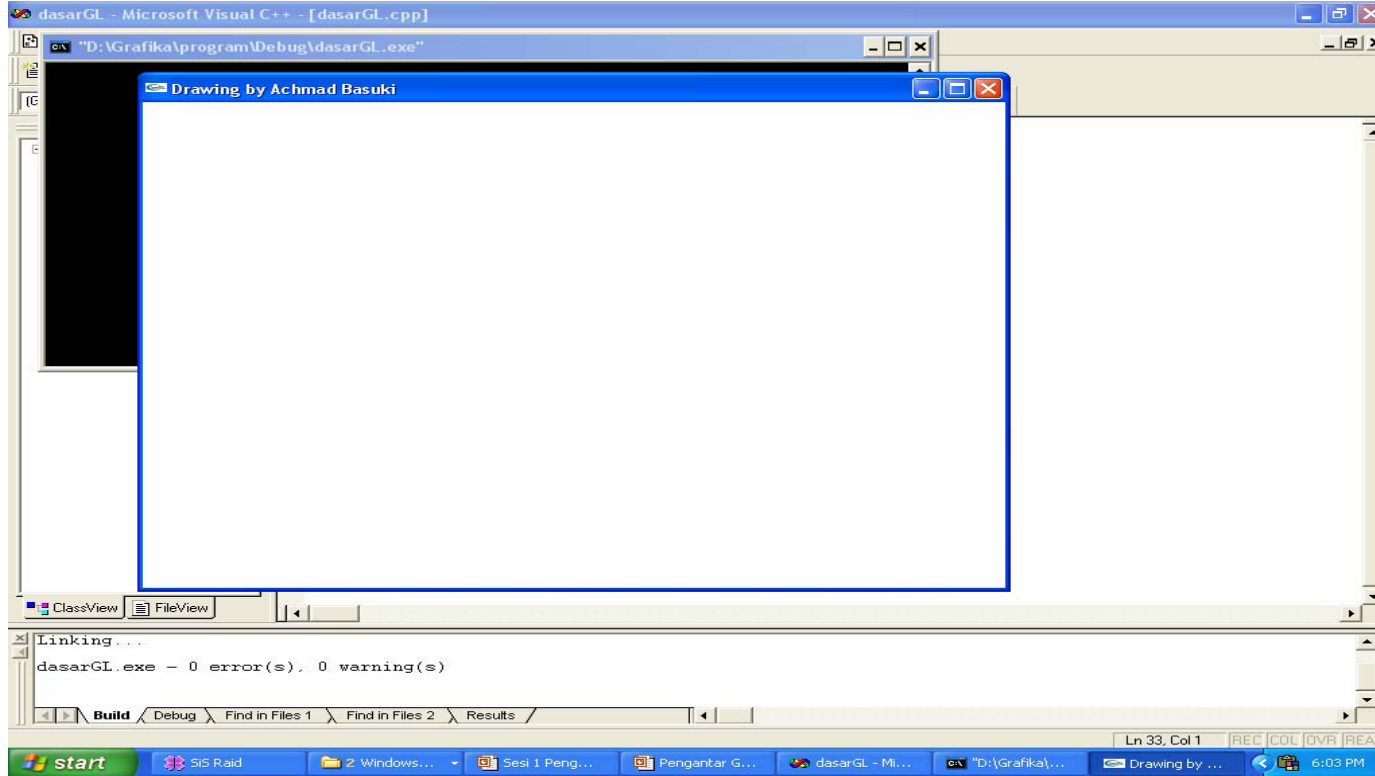 dasarGL - Microsoft Visual C++ - [dasarGL.cpp]
"D:\Grafika\program\Debug\dasarGL.exe"
Drawing by Achmad Basuki
(G
ClassView FileView
Linking...
dasarGL.exe - 0 error(s), 0 warning(s)
Build Debug Find in Files 1 Find in Files 2 Results
Ln 33, Col 1 REC COL OVR REA
start SiS Raid 2 Windows... Sesi 1 Peng... Pengantar G... dasarGL - Mi... "D:\Grafika\... Drawing by ... 6:03 PM